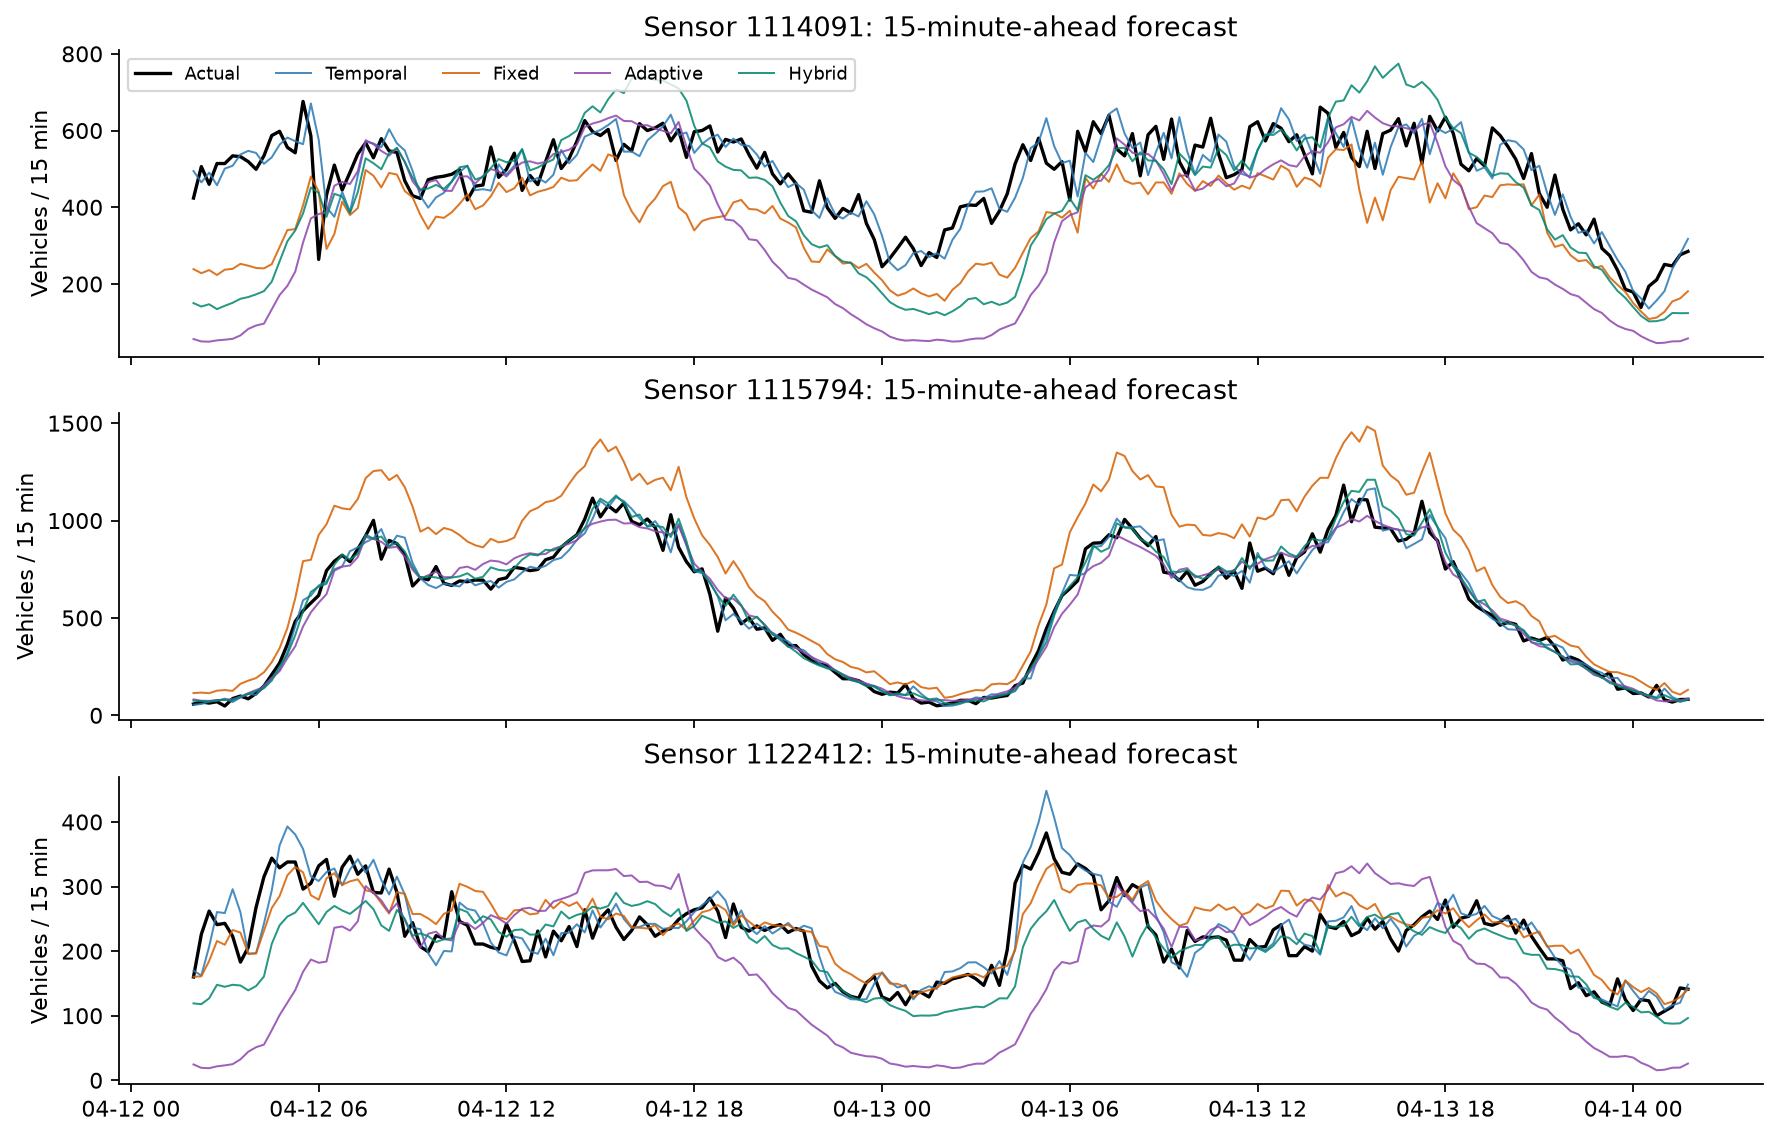 Sensor 1114091: 15-minute-ahead forecast
Actual Temporal Fixed Adaptive Hybrid
Vehicles / 15 min
800
600
400
200
Sensor 1115794: 15-minute-ahead forecast
Vehicles / 15 min
1500
1000
500
0
Sensor 1122412: 15-minute-ahead forecast
Vehicles / 15 min
400
300
200
100
0
04-12 00 04-12 06 04-12 12 04-12 18 04-13 00 04-13 06 04-13 12 04-13 18 04-14 00